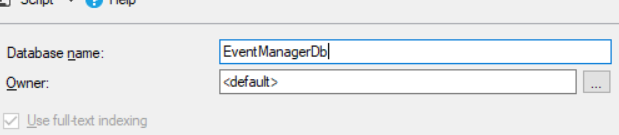 Script Help
Database name: EventManagerDb
Owner: <default> ...
Use full-text indexing